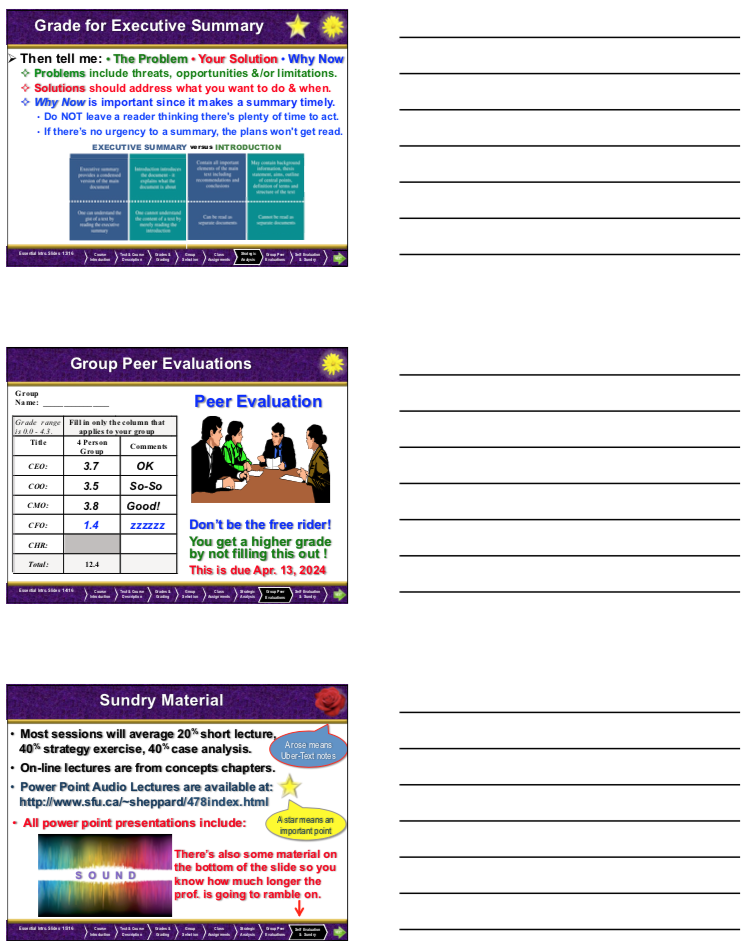 Grade for Executive Summary
➢ Then tell me: • The Problem • Your Solution • Why Now
❖ Problems include threats, opportunities &/or limitations.
❖ Solutions should address what you want to do & when.
❖ Why Now is important since it makes a summary timely.
• Do NOT leave a reader thinking there's plenty of time to act.
• If there's no urgency to a summary, the plans won't get read.
EXECUTIVE SUMMARY versus INTRODUCTION
Executive summary provides a condensed version of the main document
Introduction introduces the document - it explains what the document is about
Contain all important elements of the main text including recommendations and conclusions
May contain background information, thesis statement, aims, outline of central points, definition of terms and structure of the text
One can understand the gist of a text by reading the executive summary
One cannot understand the content of a text by merely reading the introduction
Can be read as separate documents
Cannot be read as separate documents
Essential Intro. Slides 13/16 Course Introduction Text & Course Description Grades & Grading Group Selection Class Assignments Strategic Analysis Group Peer Evaluations Self Evaluation & Sundry
Group Peer Evaluations
Group
Name: _______________
Grade range is 0.0 - 4.3. Fill in only the column that applies to your group
Title 4 Person Group Comments
CEO: 3.7 OK
COO: 3.5 So-So
CMO: 3.8 Good!
CFO: 1.4 zzzzzz
CHR:
Total: 12.4
Peer Evaluation
Don't be the free rider!
You get a higher grade
by not filling this out !
This is due Apr. 13, 2024
Essential Intro. Slides 14/16 Course Introduction Text & Course Description Grades & Grading Group Selection Class Assignments Strategic Analysis Group Peer Evaluations Self Evaluation & Sundry
Sundry Material
• Most sessions will average 20% short lecture,
40% strategy exercise, 40% case analysis.
• On-line lectures are from concepts chapters.
• Power Point Audio Lectures are available at:
http://www.sfu.ca/~sheppard/478index.html
• All power point presentations include:
A rose means
Uber-Text notes
A star means an
important point
SOUND
There's also some material on
the bottom of the slide so you
know how much longer the
prof. is going to ramble on.
Essential Intro. Slides 15/16 Course Introduction Text & Course Description Grades & Grading Group Selection Class Assignments Strategic Analysis Group Peer Evaluations Self Evaluation & Sundry